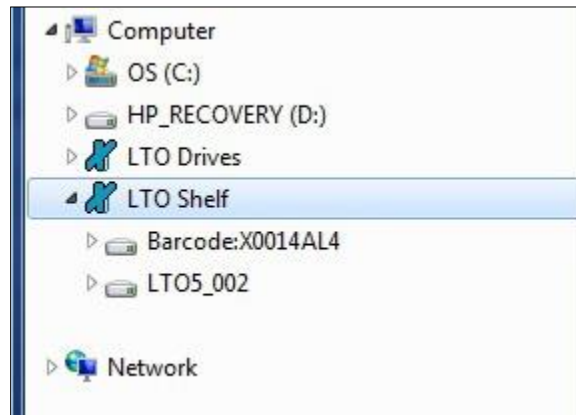 Computer
OS (C:)
HP_RECOVERY (D:)
LTO Drives
LTO Shelf
Barcode:X0014AL4
LTO5_002
Network